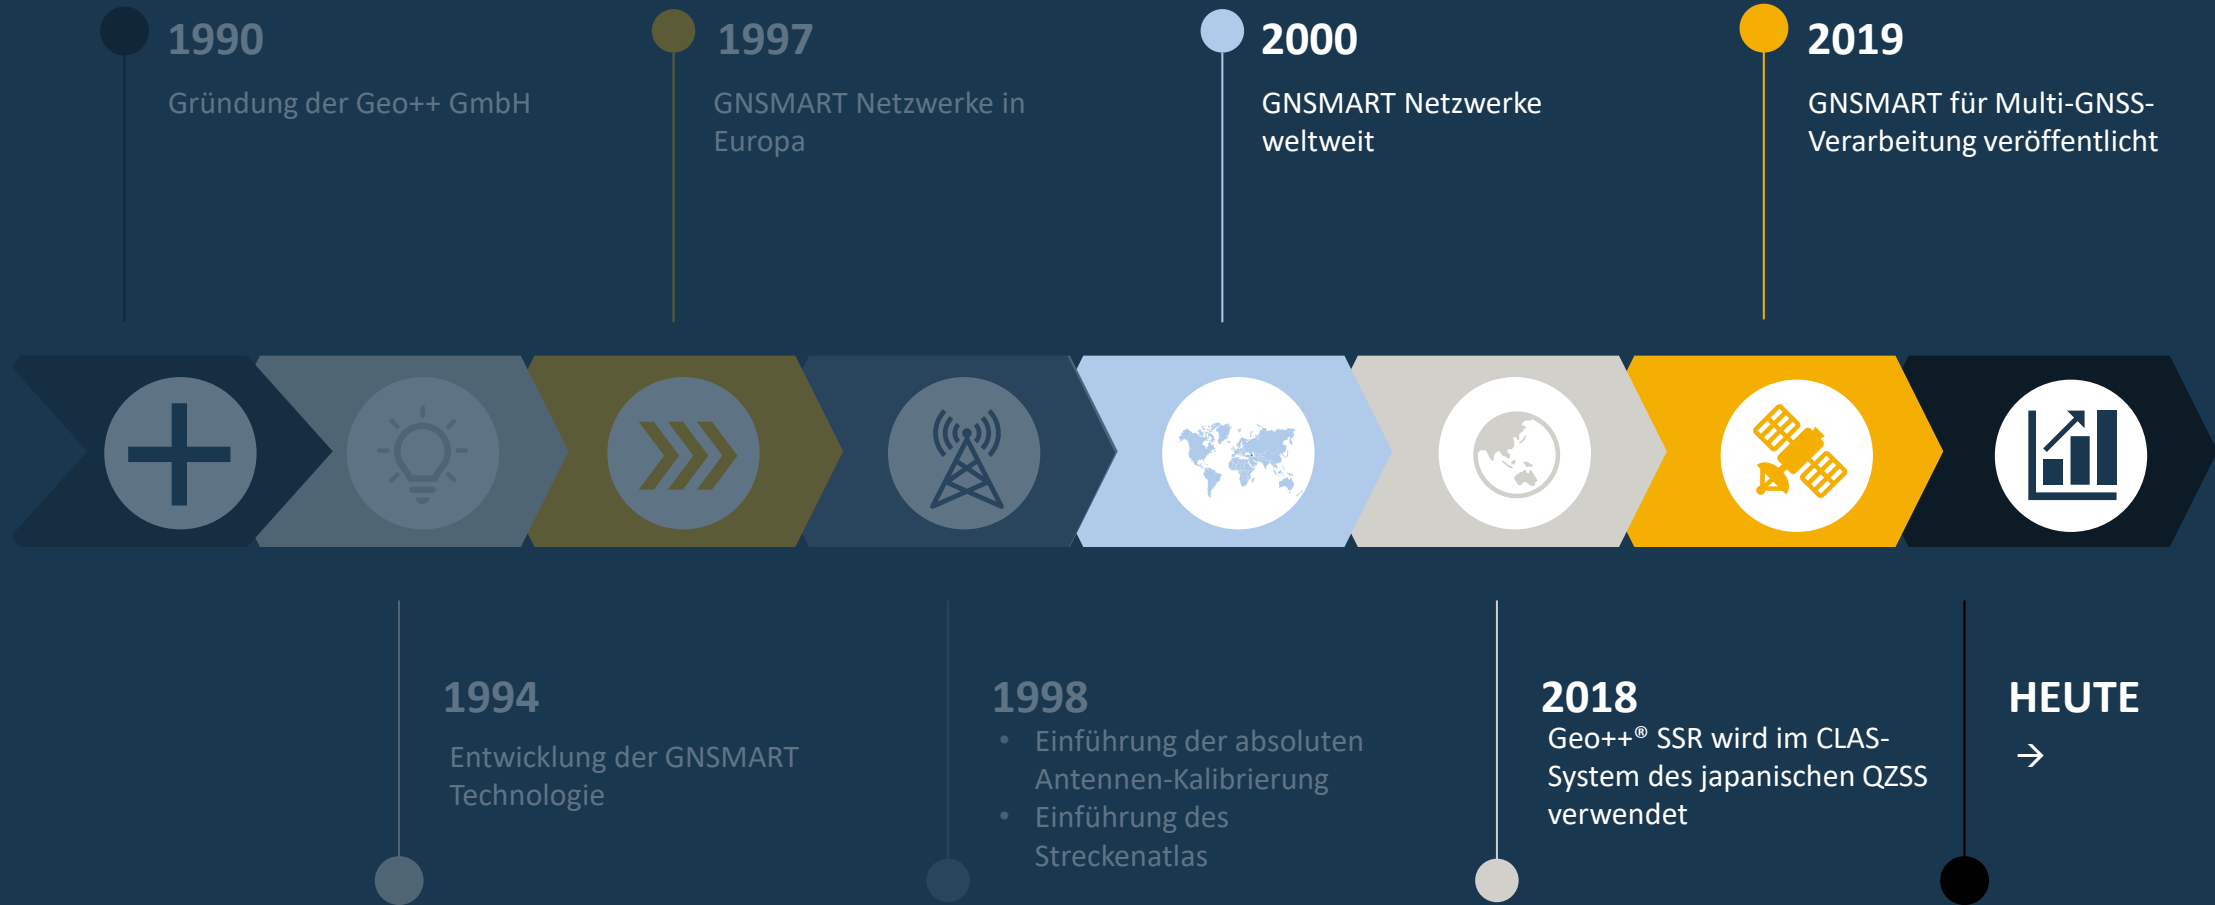 1990
Gründung der Geo++ GmbH
1997
GNSMART Netzwerke in
Europa
2000
GNSMART Netzwerke
weltweit
2019
GNSMART für Multi-GNSS-
Verarbeitung veröffentlicht
1994
Entwicklung der GNSMART
Technologie
1998
• Einführung der absoluten
Antennen-Kalibrierung
• Einführung des
Streckenatlas
2018
Geo++® SSR wird im CLAS-
System des japanischen QZSS
verwendet
HEUTE
→